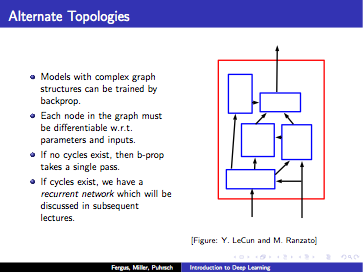 Alternate Topologies
Models with complex graph
structures can be trained by
backprop.
Each node in the graph must
be differentiable w.r.t.
parameters and inputs.
If no cycles exist, then b-prop
takes a single pass.
If cycles exist, we have a
recurrent network which will be
discussed in subsequent
lectures.
[Figure: Y. LeCun and M. Ranzato]
Fergus, Miller, Puhrsch
Introduction to Deep Learning